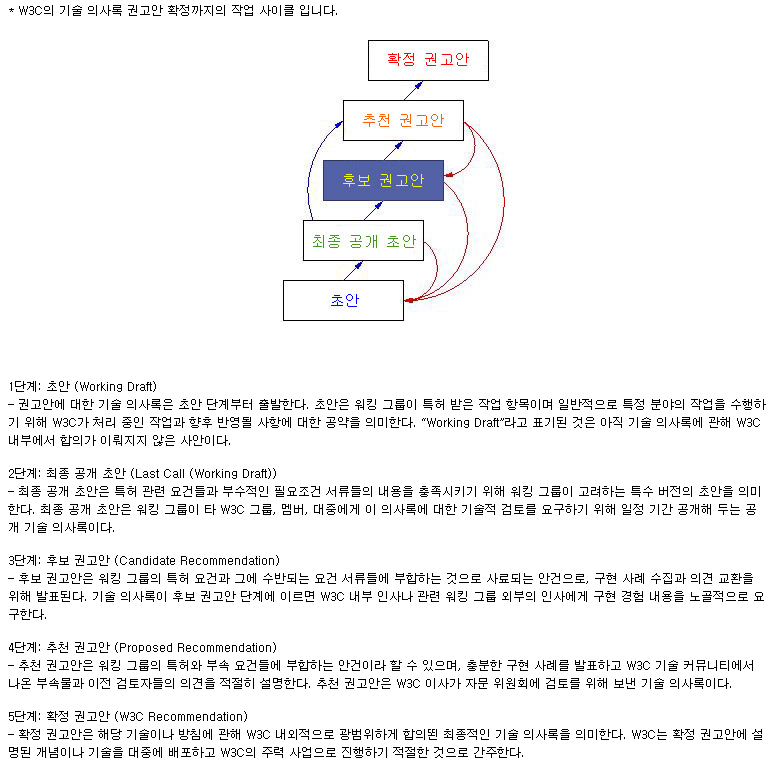 * W3C의 기술 의사록 권고안 확정까지의 작업 사이클 입니다.
확정 권고안
추천 권고안
후보 권고안
최종 공개 초안
초안
1단계: 초안 (Working Draft)
- 권고안에 대한 기술 의사록은 초안 단계부터 출발한다. 초안은 워킹 그룹이 특허 받은 작업 항목이며 일반적으로 특정 분야의 작업을 수행하
기 위해 W3C가 처리 중인 작업과 향후 반영될 사항에 대한 공약을 의미한다. “Working Draft”라고 표기된 것은 아직 기술 의사록에 관해 W3C
내부에서 합의가 이뤄지지 않은 사안이다.
2단계: 최종 공개 초안 (Last Call (Working Draft))
- 최종 공개 초안은 특허 관련 요건들과 부수적인 필요조건 서류들의 내용을 충족시키기 위해 워킹 그룹이 고려하는 특수 버전의 초안을 의미
한다. 최종 공개 초안은 워킹 그룹이 타 W3C 그룹, 멤버, 대중에게 이 의사록에 대한 기술적 검토를 요구하기 위해 일정 기간 공개해 두는 공
개 기술 의사록이다.
3단계: 후보 권고안 (Candidate Recommendation)
- 후보 권고안은 워킹 그룹의 특허 요건과 그에 수반되는 요건 서류들에 부합하는 것으로 사료되는 안건으로, 구현 사례 수집과 의견 교환을
위해 발표된다. 기술 의사록이 후보 권고안 단계에 이르면 W3C 내부 인사나 관련 워킹 그룹 외부의 인사에게 구현 경험 내용을 노골적으로 요
구한다.
4단계: 추천 권고안 (Proposed Recommendation)
- 추천 권고안은 워킹 그룹의 특허와 부속 요건들에 부합하는 안건이라 할 수 있으며, 충분한 구현 사례를 발표하고 W3C 기술 커뮤니티에서
나온 부속물과 이전 검토자들의 의견을 적절히 설명한다. 추천 권고안은 W3C 이사가 자문 위원회에 검토를 위해 보낸 기술 의사록이다.
5단계: 확정 권고안 (W3C Recommendation)
- 확정 권고안은 해당 기술이나 방침에 관해 W3C 내외적으로 광범위하게 합의뙨 최종적인 기술 의사록을 의미한다. W3C는 확정 권고안에 설
명된 개념이나 기술을 대중에 배포하고 W3C의 주력 사업으로 진행하기 적절한 것으로 간주한다.